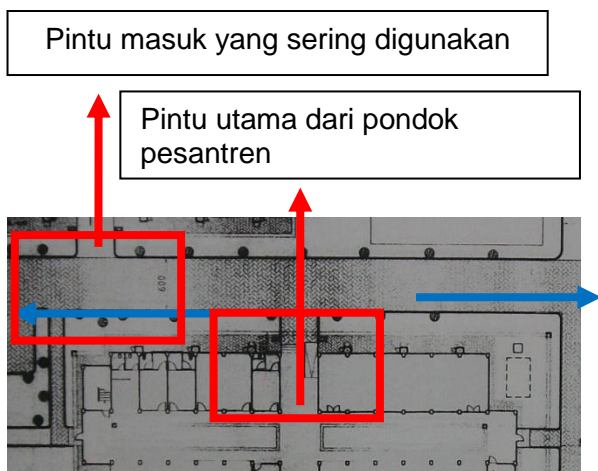 Pintu masuk yang sering digunakan
Pintu utama dari pondok
pesantren
600